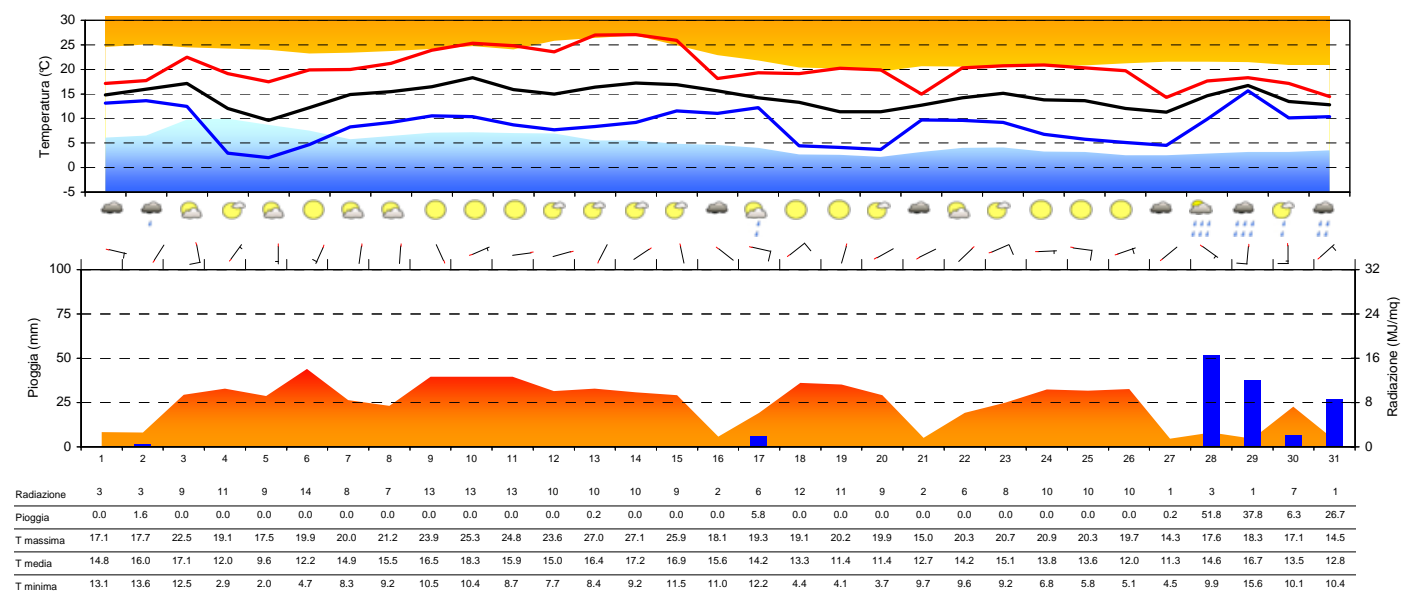 30
25
20
15
10
5
0
-5
Temperatura (°C)
100
75
50
25
0
Pioggia (mm)
32
24
16
8
0
Radiazione (MJ/mq)
1 2 3 4 5 6 7 8 9 10 11 12 13 14 15 16 17 18 19 20 21 22 23 24 25 26 27 28 29 30 31
Radiazione 3 3 9 11 9 14 8 7 13 13 13 10 10 10 9 2 6 12 11 9 2 6 8 10 10 10 1 3 1 7 1
Pioggia 0.0 1.6 0.0 0.0 0.0 0.0 0.0 0.0 0.0 0.0 0.0 0.0 0.2 0.0 0.0 0.0 5.8 0.0 0.0 0.0 0.0 0.0 0.0 0.0 0.0 0.0 0.2 51.8 37.8 6.3 26.7
T massima 17.1 17.7 22.5 19.1 17.5 19.9 20.0 21.2 23.9 25.3 24.8 23.6 27.0 27.1 25.9 18.1 19.3 19.1 20.2 19.9 15.0 20.3 20.7 20.9 20.3 19.7 14.3 17.6 18.3 17.1 14.5
T media 14.8 16.0 17.1 12.0 9.6 12.2 14.9 15.5 16.5 18.3 15.9 15.0 16.4 17.2 16.9 15.6 14.2 13.3 11.4 11.4 12.7 14.2 15.1 13.8 13.6 12.0 11.3 14.6 16.7 13.5 12.8
T minima 13.1 13.6 12.5 2.9 2.0 4.7 8.3 9.2 10.5 10.4 8.7 7.7 8.4 9.2 11.5 11.0 12.2 4.4 4.1 3.7 9.7 9.6 9.2 6.8 5.8 5.1 4.5 9.9 15.6 10.1 10.4